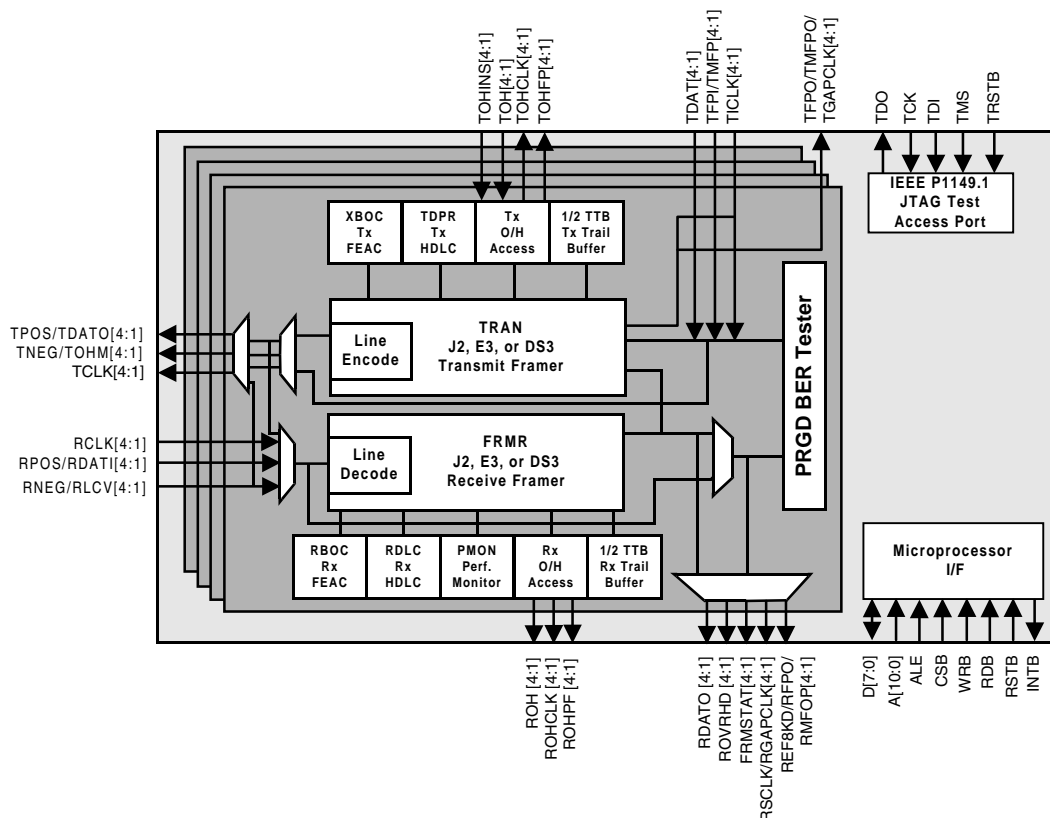 TOHINS[4:1]
TOH[4:1]
TOHCLK[4:1]
TOHFP[4:1]
TDAT[4:1]
TFPI/TMFP[4:1]
TICLK[4:1]
TFPO/TMFPO/
TGAPCLK[4:1]
TDO
TCK
TDI
TMS
TRSTB
IEEE P1149.1
JTAG Test
Access Port
XBOC
Tx
FEAC
TDPR
Tx
HDLC
Tx
O/H
Access
1/2 TTB
Tx Trail
Buffer
TPOS/TDATO[4:1]
TNEG/TOHM[4:1]
TCLK[4:1]
Line
Encode
TRAN
J2, E3, or DS3
Transmit Framer
PRGD BER Tester
RCLK[4:1]
RPOS/RDATI[4:1]
RNEG/RLCV[4:1]
Line
Decode
FRMR
J2, E3, or DS3
Receive Framer
RBOC
Rx
FEAC
RDLC
Rx
HDLC
PMON
Perf.
Monitor
Rx
O/H
Access
1/2 TTB
Rx Trail
Buffer
Microprocessor
I/F
ROH [4:1]
ROHCLK [4:1]
ROHPF [4:1]
RDATO [4:1]
ROVRHD [4:1]
FRMSTAT[4:1]
RSCLK/RGAPCLK[4:1]
REF8KD/RFPO/
RMFOP[4:1]
D[7:0]
A[10:0]
ALE
CSB
WRB
RDB
RSTB
INTB